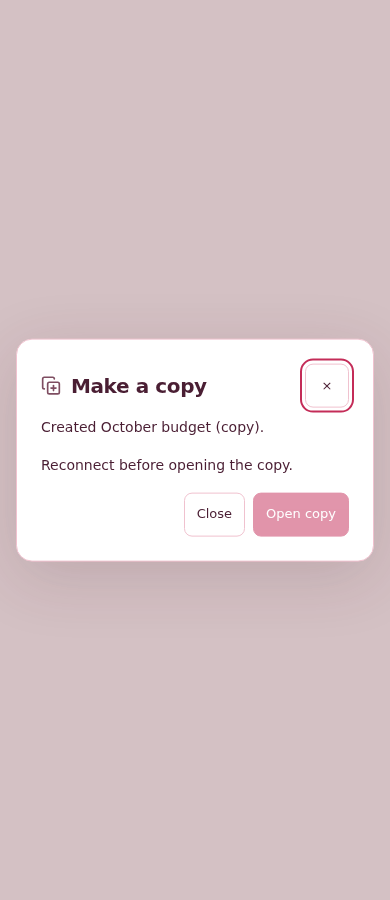 Make a copy
×
Created October budget (copy).
Reconnect before opening the copy.
Close
Open copy